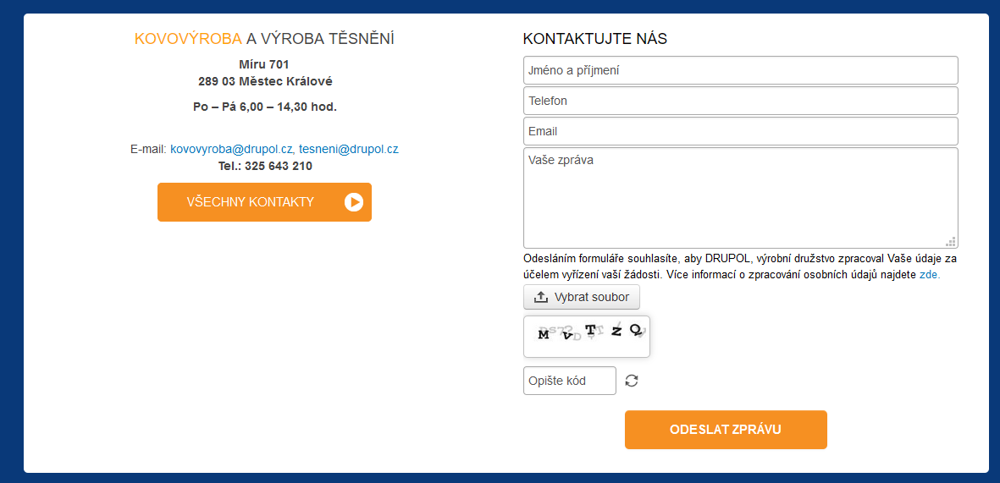 KOVOVÝROBA A VÝROBA TĚSNĚNÍ
Míru 701
289 03 Městec Králové
Po – Pá 6,00 – 14,30 hod.
E-mail: kovovyroba@drupol.cz, tesneni@drupol.cz
Tel.: 325 643 210
VŠECHNY KONTAKTY
KONTAKTUJTE NÁS
Jméno a příjmení
Telefon
Email
Vaše zpráva
Odesláním formuláře souhlasíte, aby DRUPOL, výrobní družstvo zpracoval Vaše údaje za
účelem vyřízení vaší žádosti. Více informací o zpracování osobních údajů najdete zde.
Vybrat soubor
Opište kód
ODESLAT ZPRÁVU